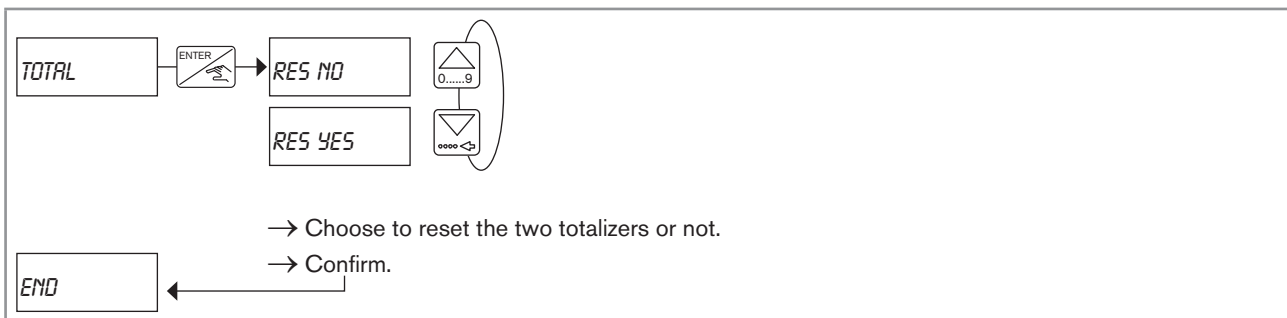 TOTAL
ENTER
RES NO
0......9
RES YES
→ Choose to reset the two totalizers or not.
→ Confirm.
END